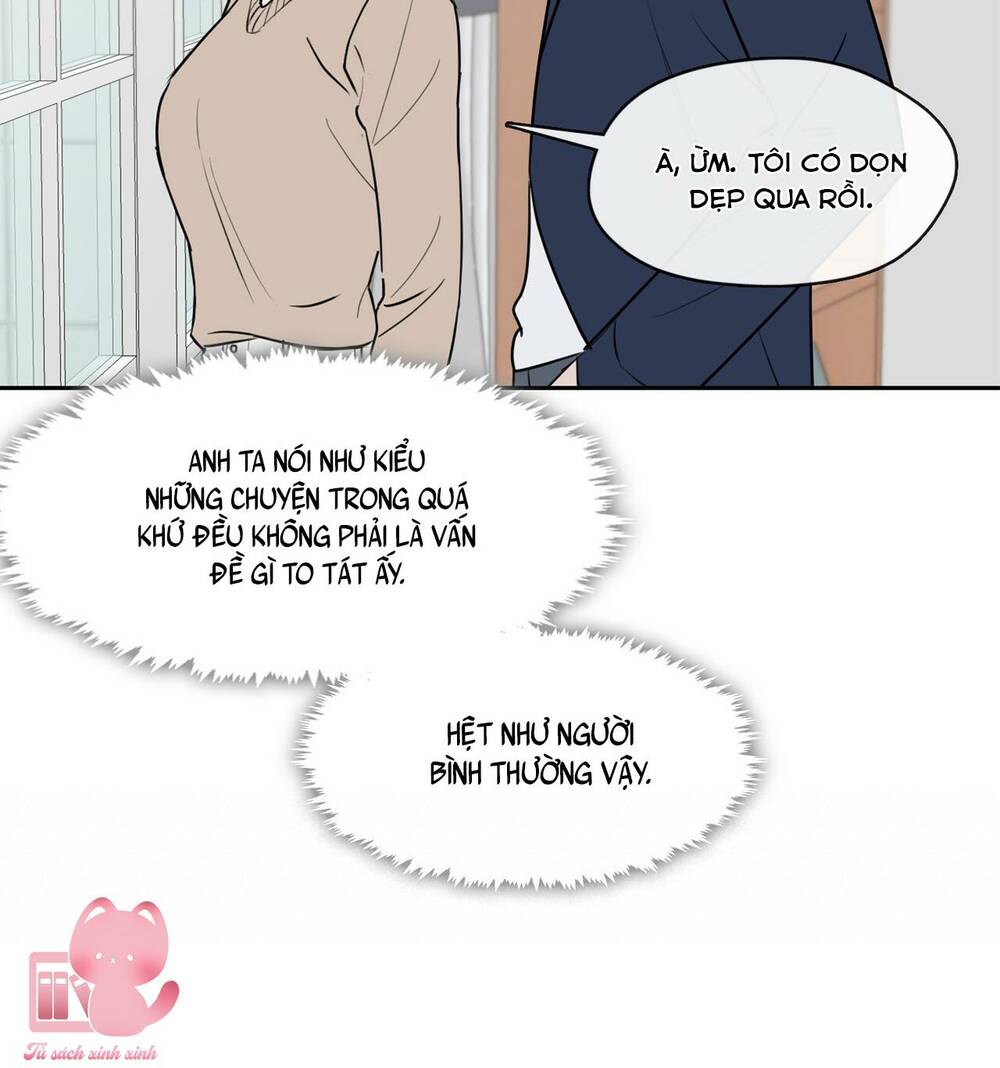 À, ỪM. TÔI CÓ DỌN
DẸP QUA RỒI.
ANH TA NÓI NHƯ KIỂU
NHỮNG CHUYỆN TRONG QUÁ
KHỨ ĐỀU KHÔNG PHẢI LÀ VẤN
ĐỀ GÌ TO TÁT ẤY.
HỆT NHƯ NGƯỜI
BÌNH THƯỜNG VẬY.
Tủ sách xinh xinh